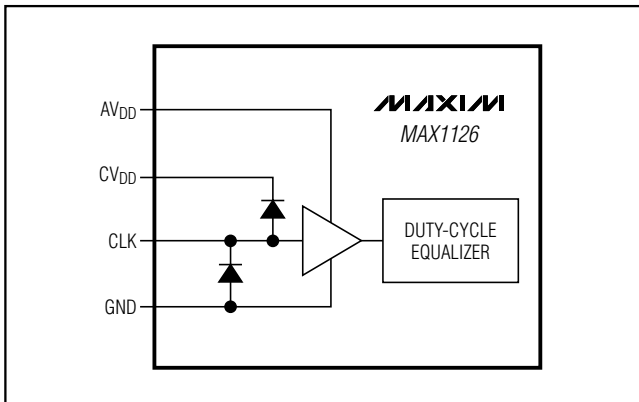 AVDD
MAXIM
MAX1126
CVDD
CLK
DUTY-CYCLE
EQUALIZER
GND